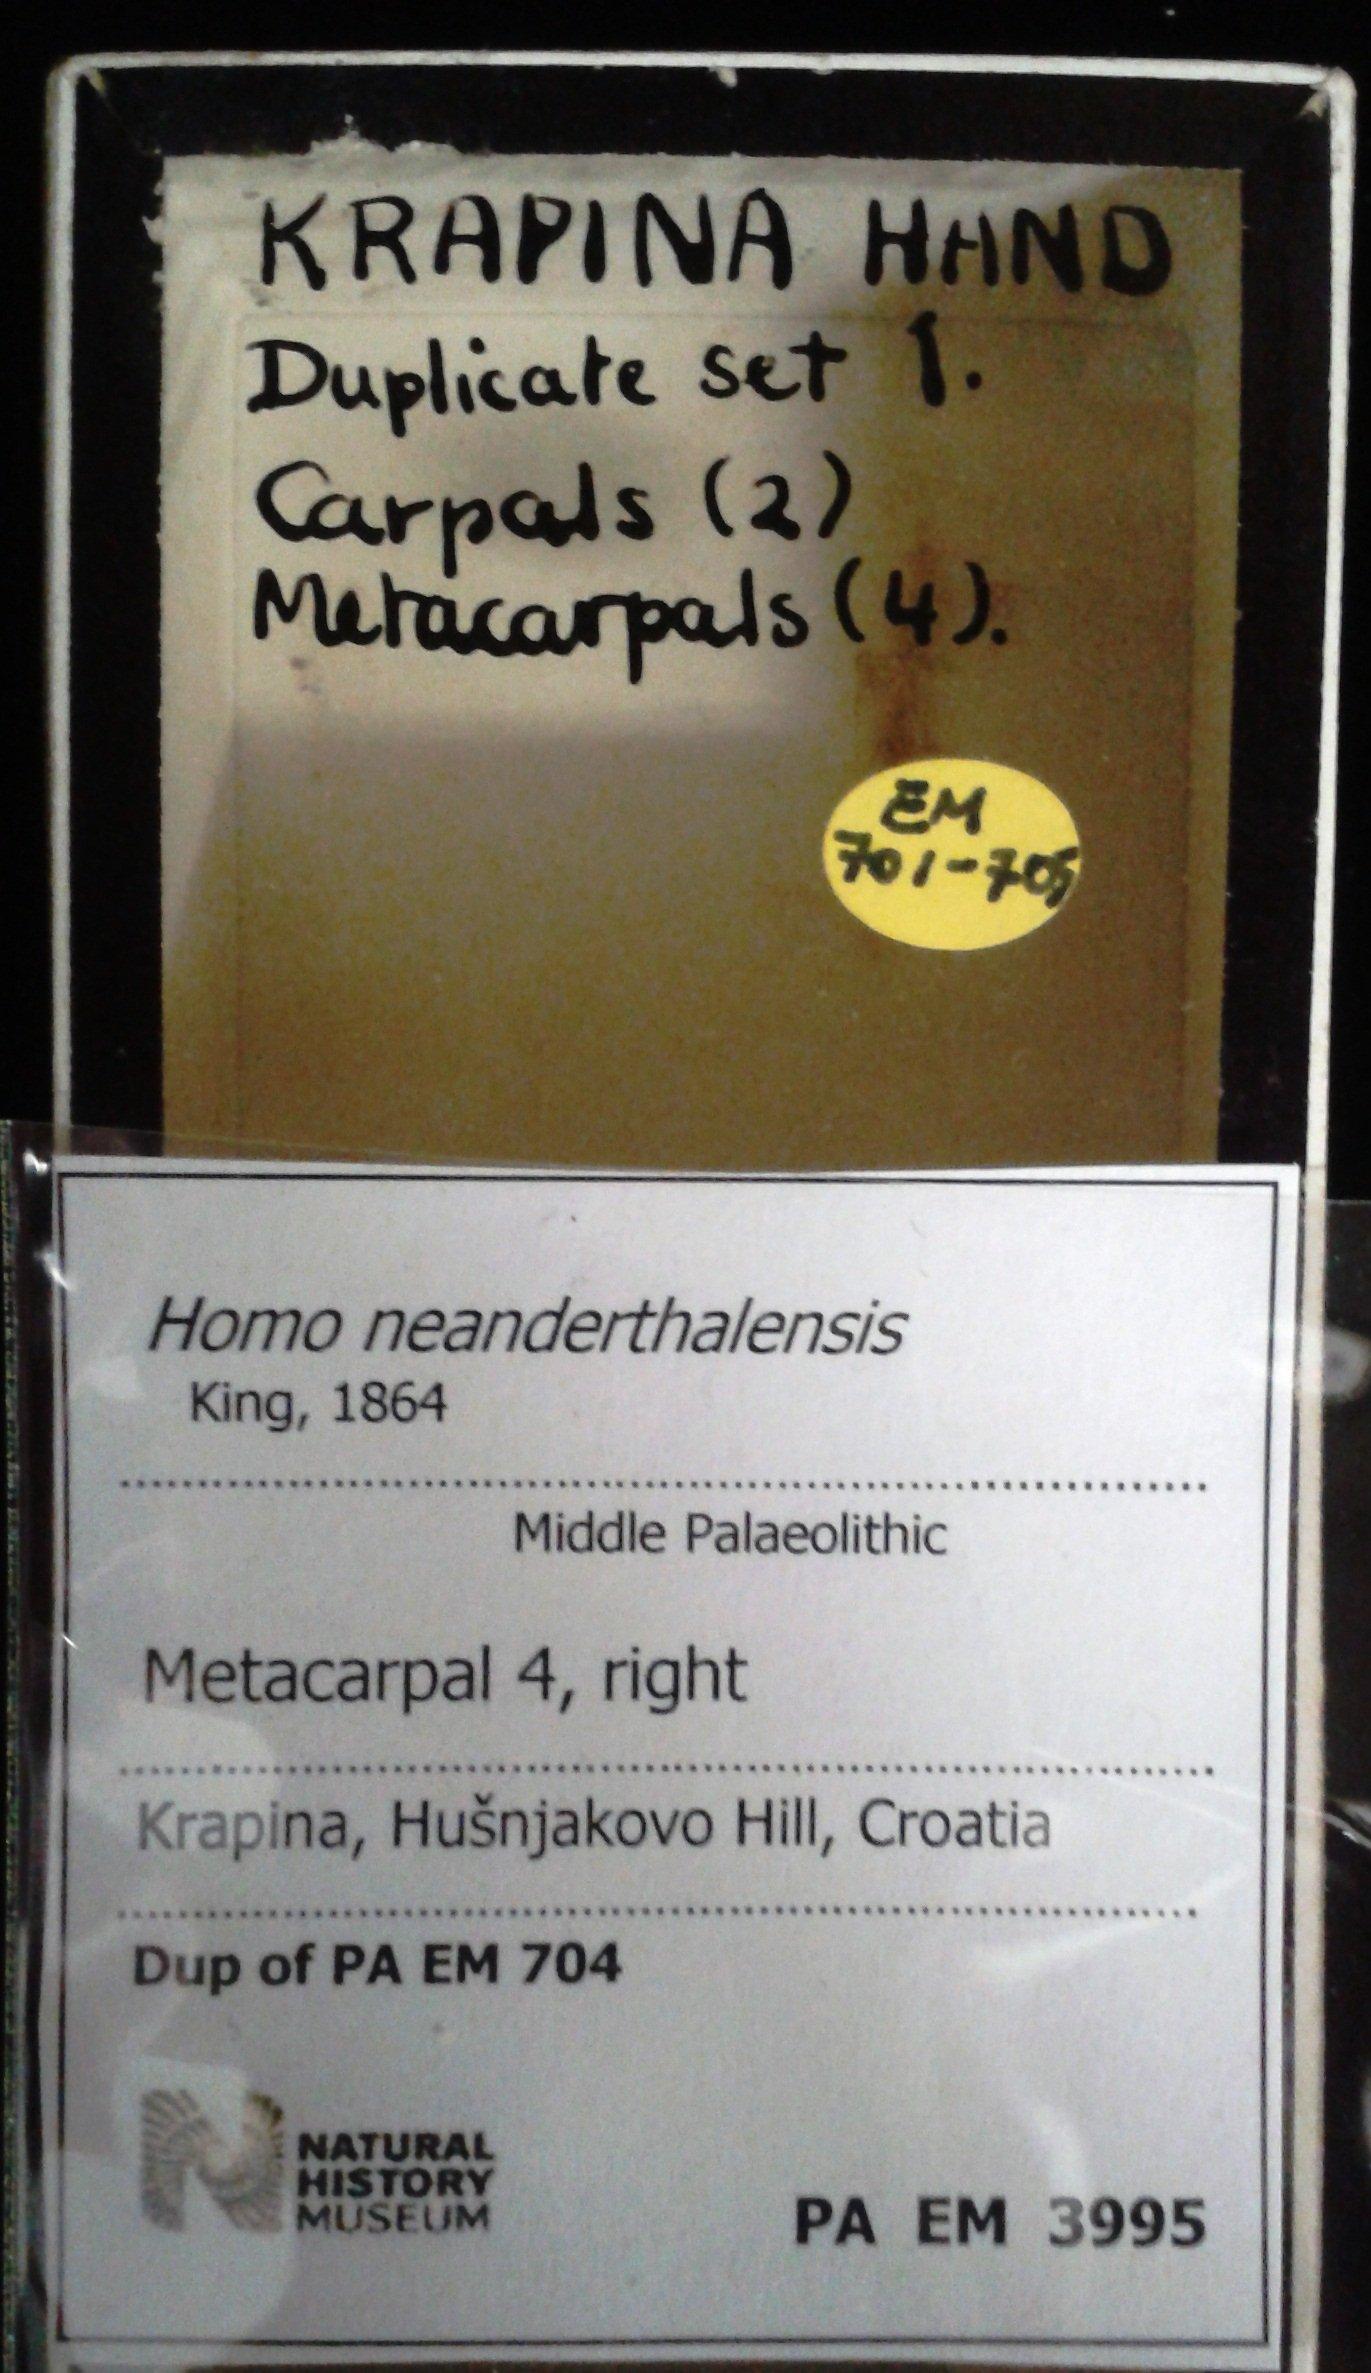 KRAPINA HAND
Duplicate set 1.
Carpals (2)
Metacarpals (4).
EM
701-705
Homo neanderthalensis
King, 1864
Middle Palaeolithic
Metacarpal 4, right
Krapina, Hušnjakovo Hill, Croatia
Dup of PA EM 704
NATURAL
HISTORY
MUSEUM
PA EM 3995